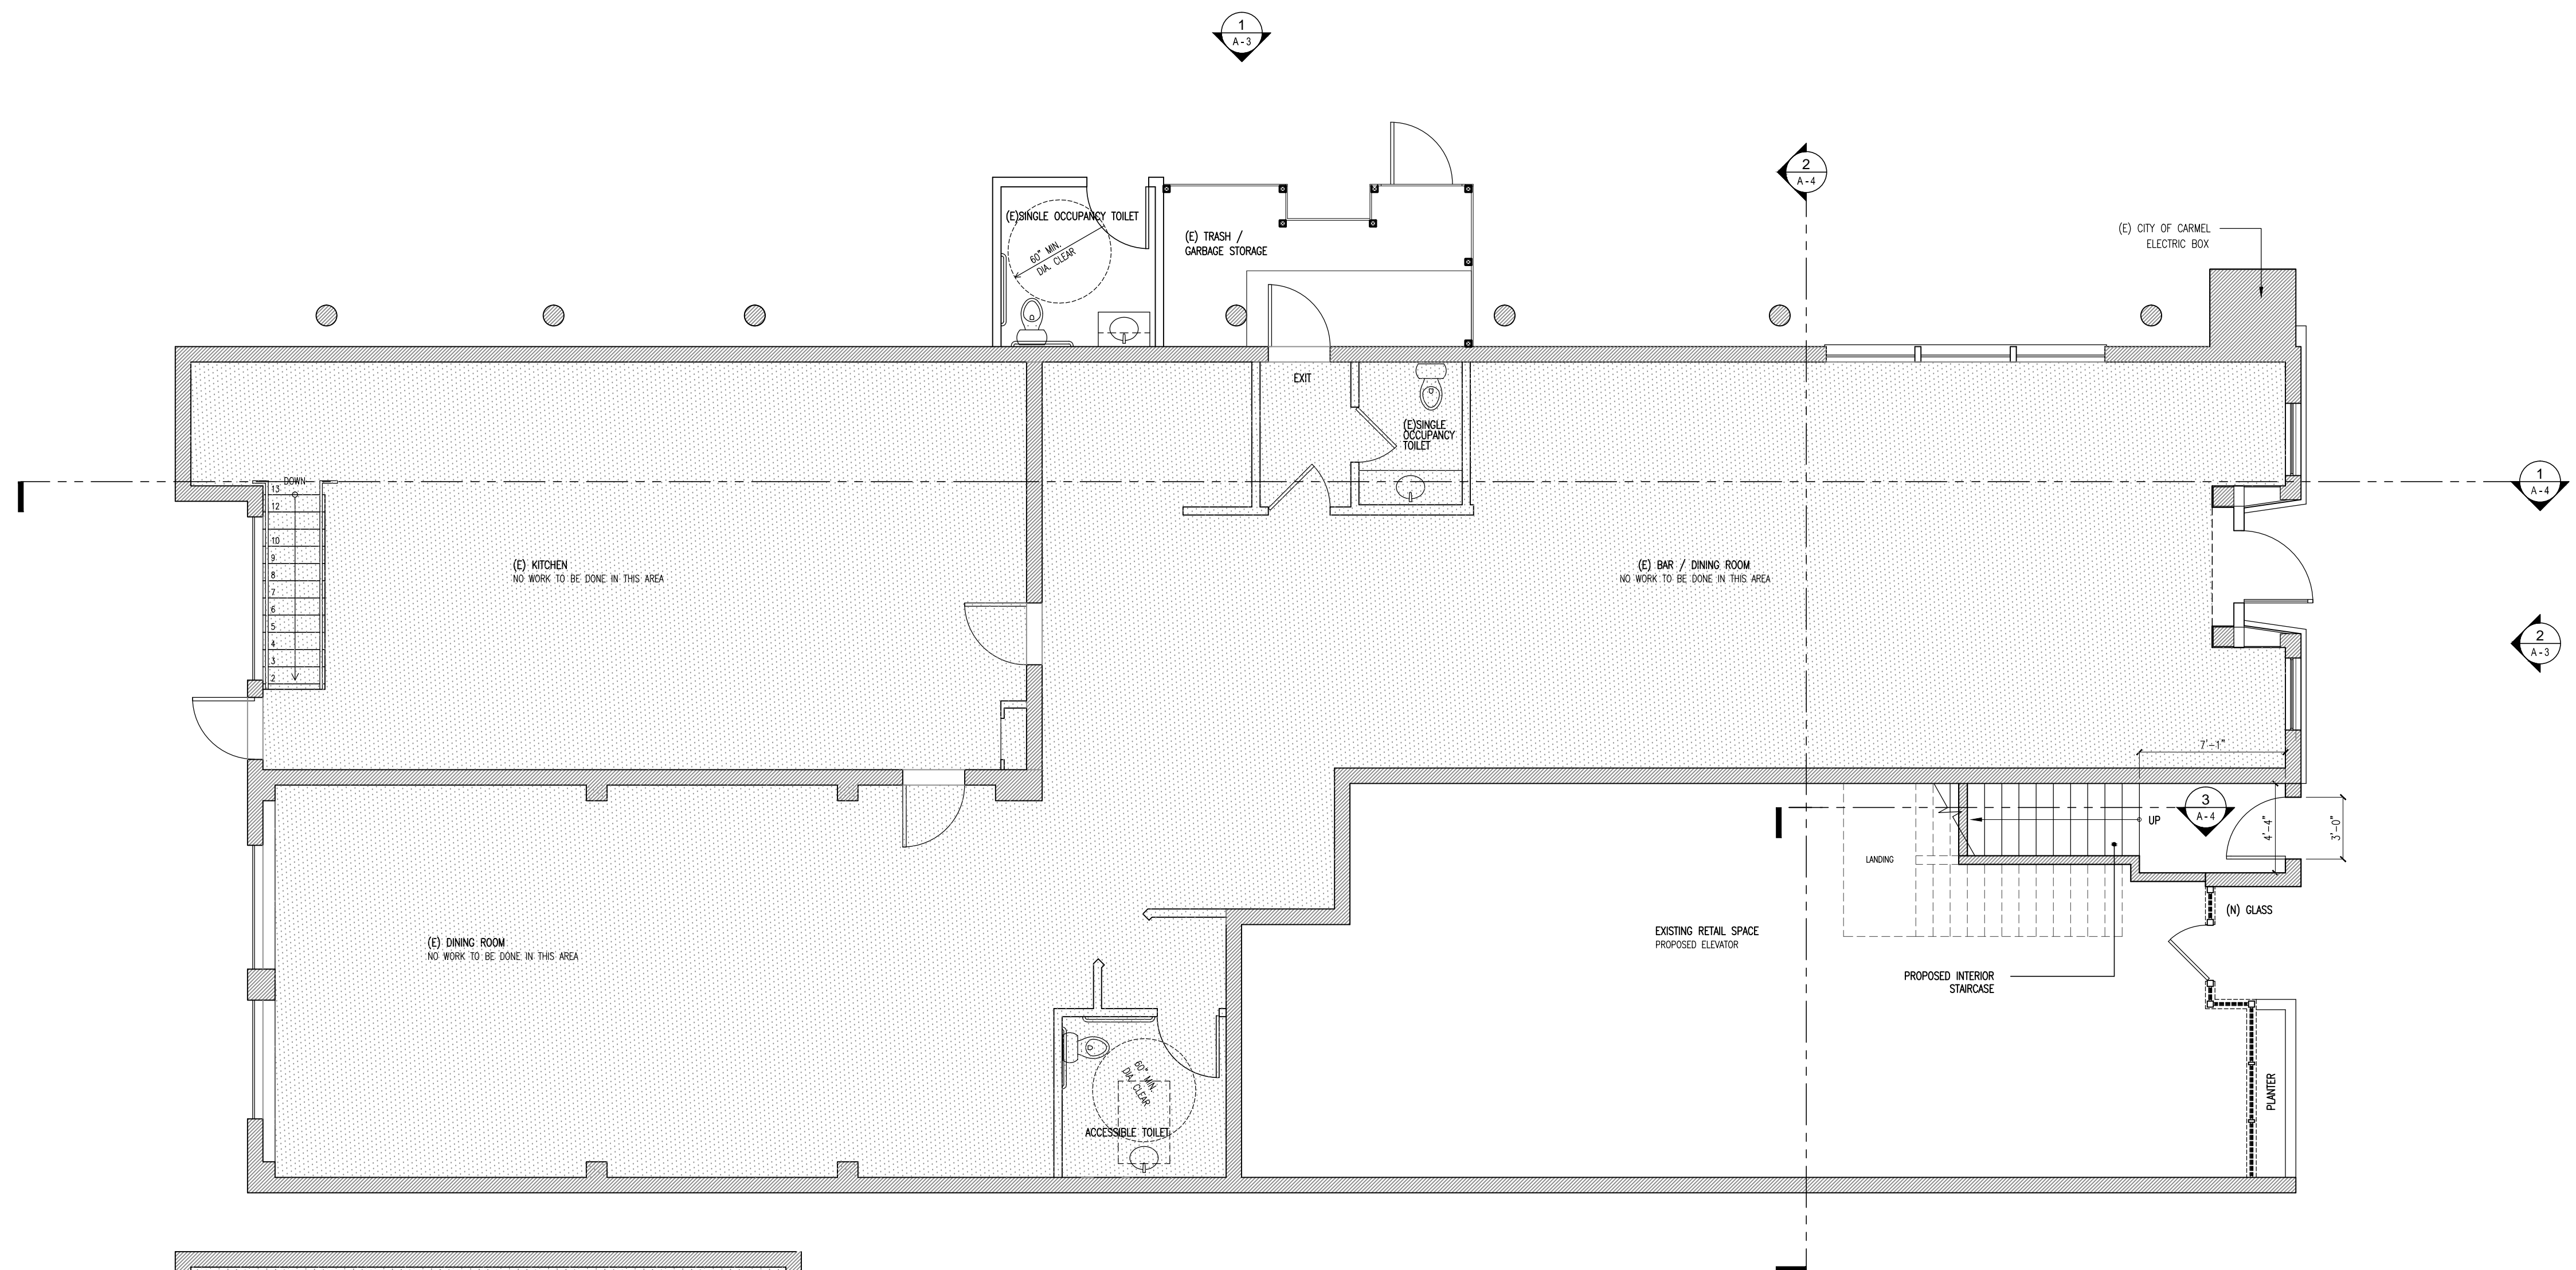 1
A-3
2
A-4
(E) CITY OF CARMEL
ELECTRIC BOX
(E)SINGLE OCCUPANCY TOILET
60" MIN.
DIA. CLEAR
(E) TRASH /
GARBAGE STORAGE
EXIT
(E)SINGLE
OCCUPANCY
TOILET
DOWN
13
12
10
9
8
7
6
5
4
3
2
1
A-4
(E) KITCHEN
NO WORK TO BE DONE IN THIS AREA
(E) BAR / DINING ROOM
NO WORK TO BE DONE IN THIS AREA
2
A-3
7'-1"
3
A-4
UP
4'-4"
3'-0"
LANDING
(N) GLASS
EXISTING RETAIL SPACE
PROPOSED ELEVATOR
(E) DINING ROOM
NO WORK TO BE DONE IN THIS AREA
PROPOSED INTERIOR
STAIRCASE
60" MIN.
DIA. CLEAR
ACCESSIBLE TOILET
PLANTER